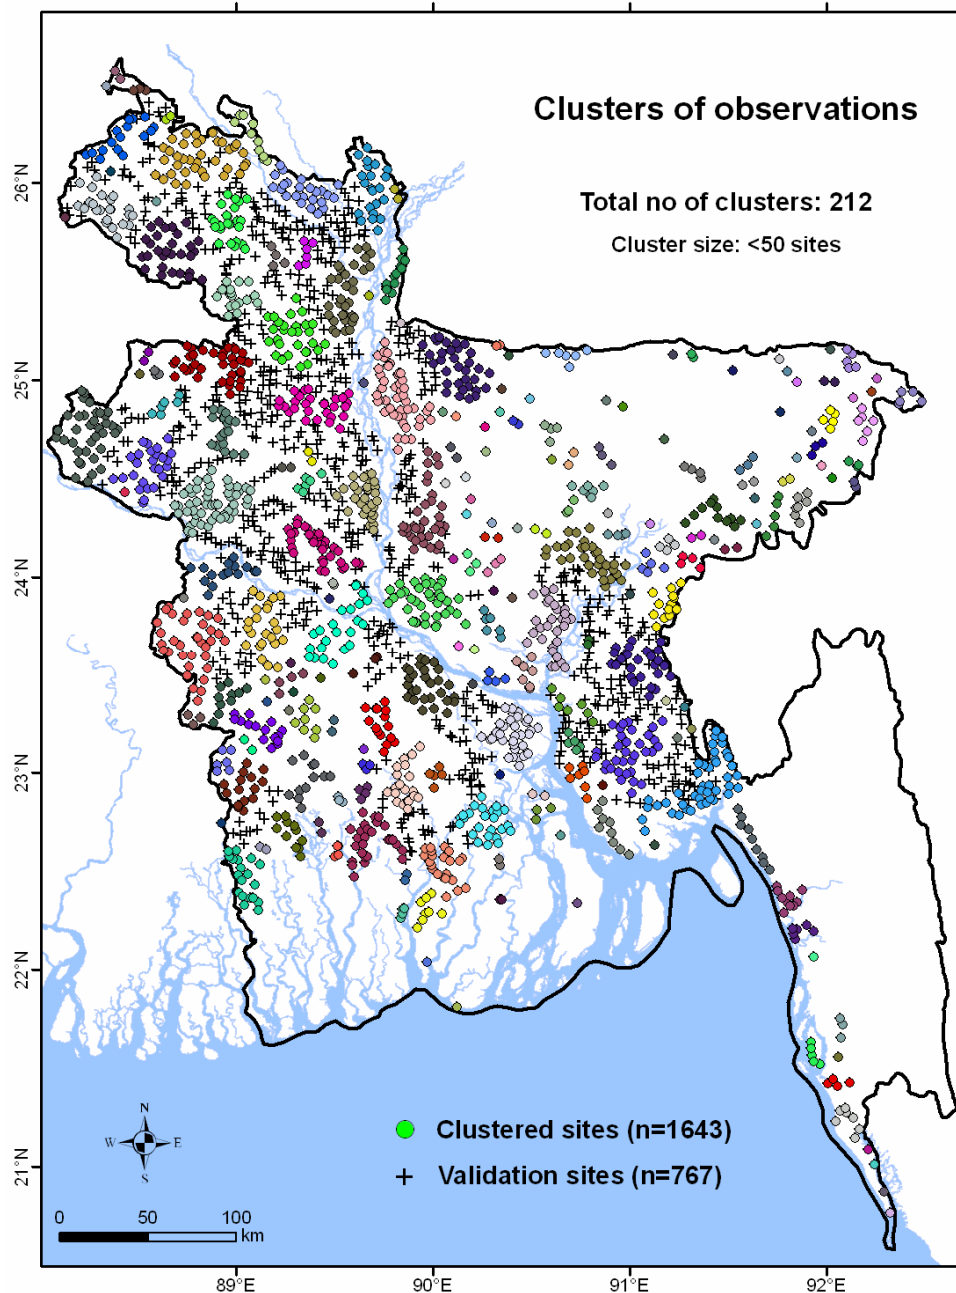 Clusters of observations
Total no of clusters: 212
Cluster size: <50 sites
26°N
25°N
24°N
23°N
22°N
21°N
N
W E
S
Clustered sites (n=1643)
Validation sites (n=767)
0 50 100
km
89°E 90°E 91°E 92°E